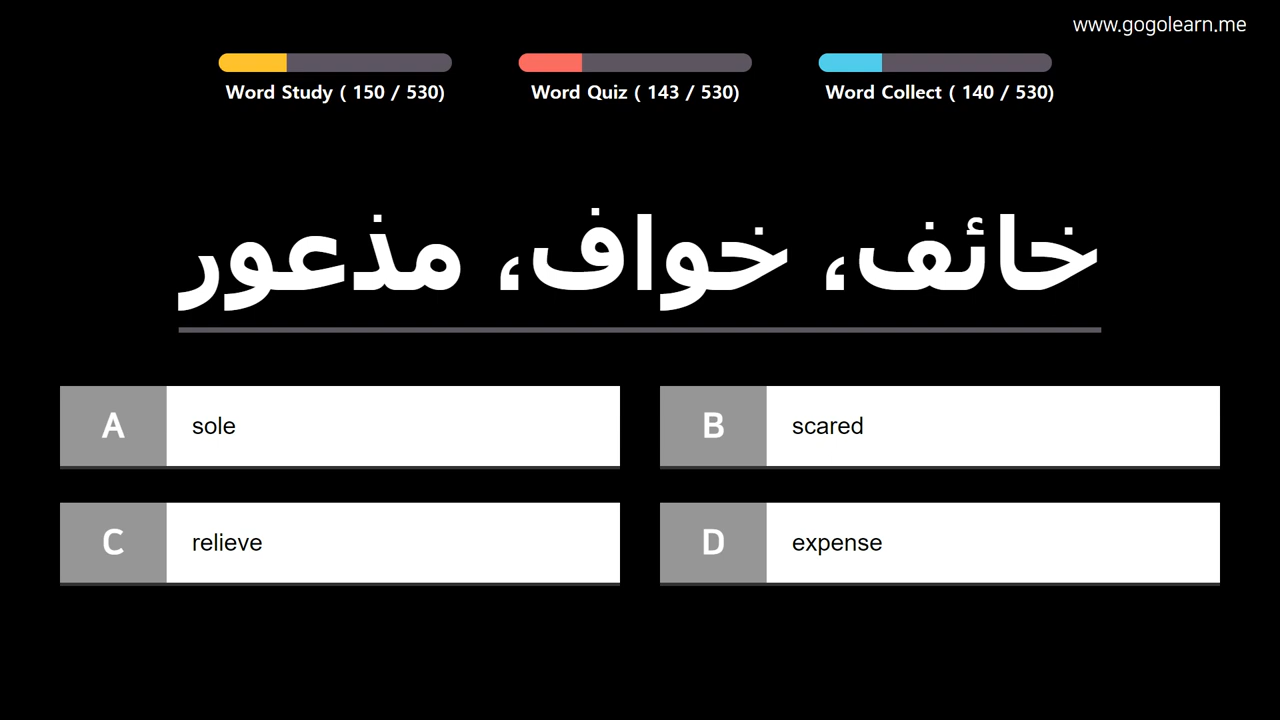 www.gogolearn.me
Word Study ( 150 / 530)
Word Quiz ( 143 / 530)
Word Collect ( 140 / 530)
خائف، خواف، مذعور
A sole
B scared
C relieve
D expense